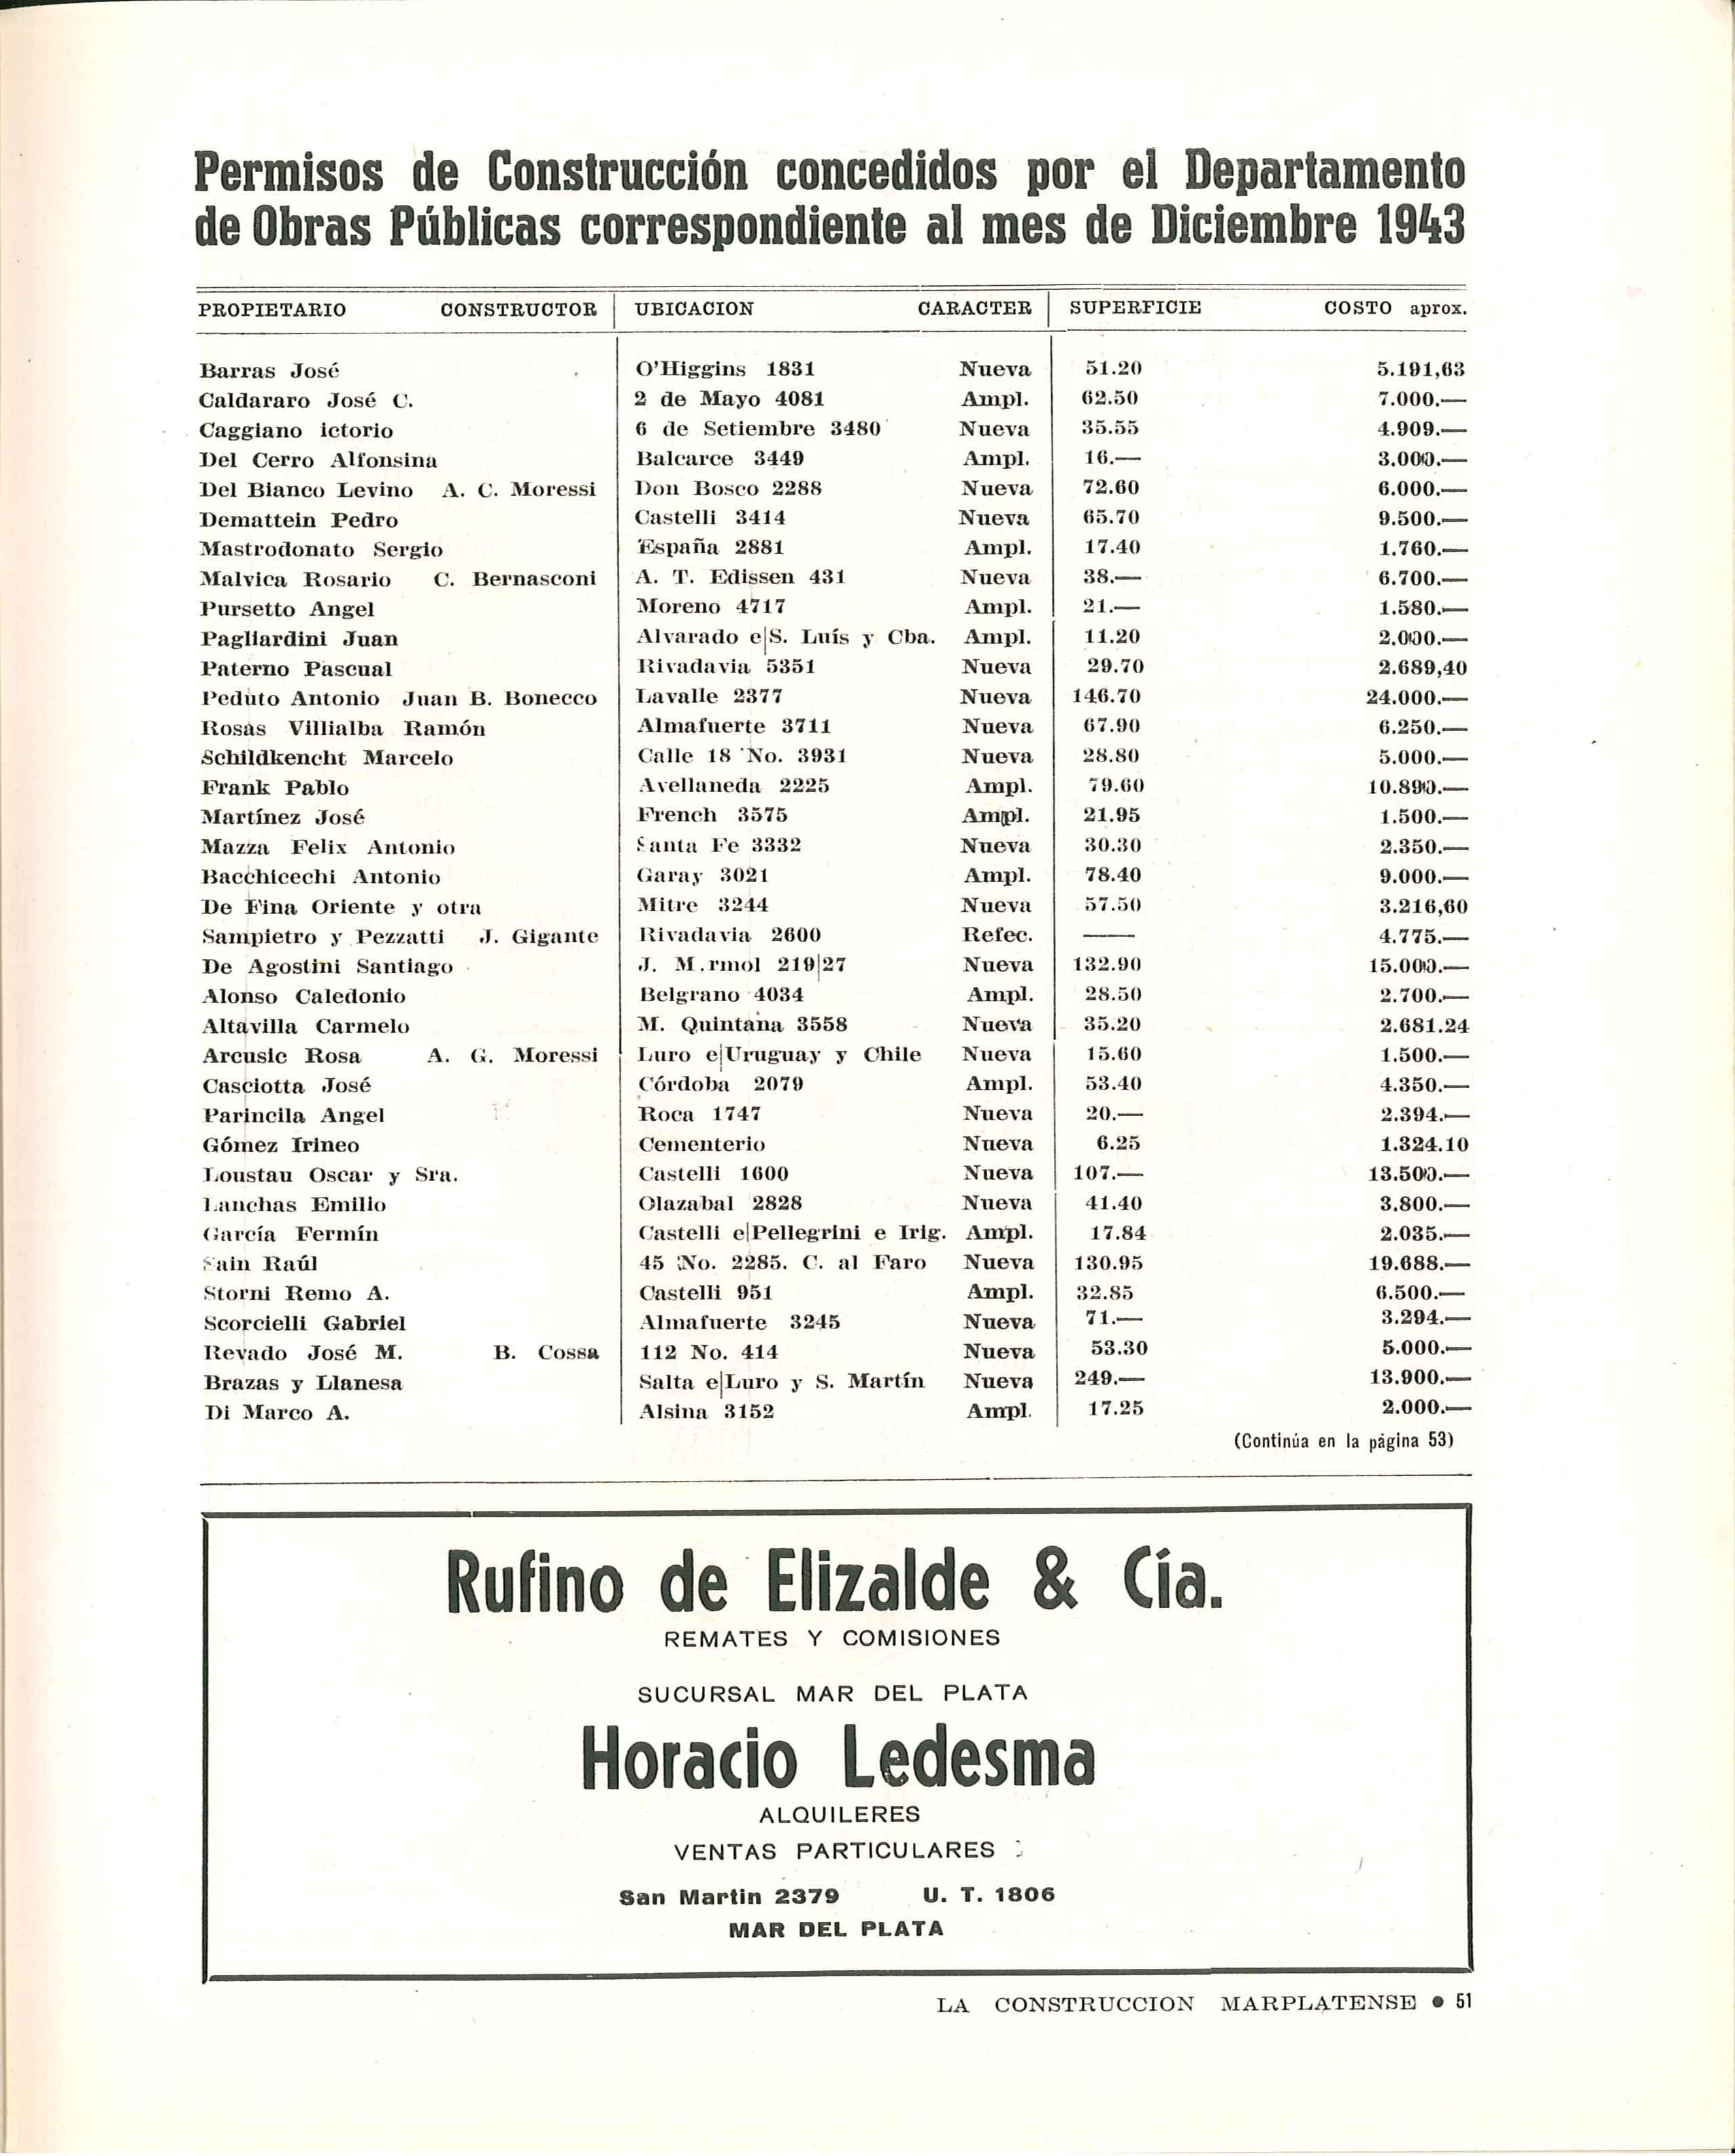 Permisos de Construcción concedidos por el Departamento
de Obras Públicas correspondiente al mes de Diciembre 1943
PROPIETARIO CONSTRUCTOR UBICACION CARACTER SUPERFICIE COSTO aprox.
Barras José O'Higgins 1831 Nueva 51.20 5.191,63
Caldararo José C. 2 de Mayo 4081 Ampl. 62.50 7.000.—
Caggiano ictorio 6 de Setiembre 3480 Nueva 35.55 4.909.—
Del Cerro Alfonsina Balcarce 3449 Ampl. 16.— 3.000.—
Del Bianco Levino A. C. Moressi Don Bosco 2288 Nueva 72.60 6.000.—
Demattein Pedro Castelli 3414 Nueva 65.70 9.500.—
Mastrodonato Sergio España 2881 Ampl. 17.40 1.760.—
Malvica Rosario C. Bernasconi A. T. Edissen 431 Nueva 38.— 6.700.—
Pursetto Angel Moreno 4717 Ampl. 21.— 1.580.—
Pagliardini Juan Alvarado e|S. Luís y Cba. Ampl. 11.20 2.000.—
Paterno Pascual Rivadavia 5351 Nueva 29.70 2.689,40
Peduto Antonio Juan B. Bonecco Lavalle 2377 Nueva 146.70 24.000.—
Rosas Villialba Ramón Almafuerte 3711 Nueva 67.90 6.250.—
Schildkencht Marcelo Calle 18 No. 3931 Nueva 28.80 5.000.—
Frank Pablo Avellaneda 2225 Ampl. 79.60 10.890.—
Martínez José French 3575 Ampl. 21.95 1.500.—
Mazza Felix Antonio Santa Fe 3332 Nueva 30.30 2.350.—
Bacchicechi Antonio Garay 3021 Ampl. 78.40 9.000.—
De Fina Oriente y otra Mitre 3244 Nueva 57.50 3.216,60
Sampietro y Pezzatti J. Gigante Rivadavia 2600 Refec. —— 4.775.—
De Agostini Santiago J. M.rmol 219|27 Nueva 132.90 15.000.—
Alonso Caledonio Belgrano 4034 Ampl. 28.50 2.700.—
Altavilla Carmelo M. Quintana 3558 Nueva 35.20 2.681.24
Arcusic Rosa A. G. Moressi Luro e|Uruguay y Chile Nueva 15.60 1.500.—
Casciotta José Córdoba 2079 Ampl. 53.40 4.350.—
Parincila Angel Roca 1747 Nueva 20.— 2.394.—
Gómez Irineo Cementerio Nueva 6.25 1.324.10
Loustau Oscar y Sra. Castelli 1600 Nueva 107.— 13.500.—
Lanchas Emilio Olazabal 2828 Nueva 41.40 3.800.—
García Fermín Castelli e|Pellegrini e Irig. Ampl. 17.84 2.035.—
Sain Raúl 45 No. 2285. C. al Faro Nueva 130.95 19.688.—
Storni Remo A. Castelli 951 Ampl. 32.85 6.500.—
Scorcielli Gabriel Almafuerte 3245 Nueva 71.— 3.294.—
Revado José M. B. Cossa 112 No. 414 Nueva 53.30 5.000.—
Brazas y Llanesa Salta e|Luro y S. Martín Nueva 249.— 13.900.—
Di Marco A. Alsina 3152 Ampl. 17.25 2.000.—
(Continúa en la página 53)
Rufino de Elizalde & Cía.
REMATES Y COMISIONES
SUCURSAL MAR DEL PLATA
Horacio Ledesma
ALQUILERES
VENTAS PARTICULARES
San Martin 2379 U. T. 1806
MAR DEL PLATA
LA CONSTRUCCION MARPLATENSE • 51